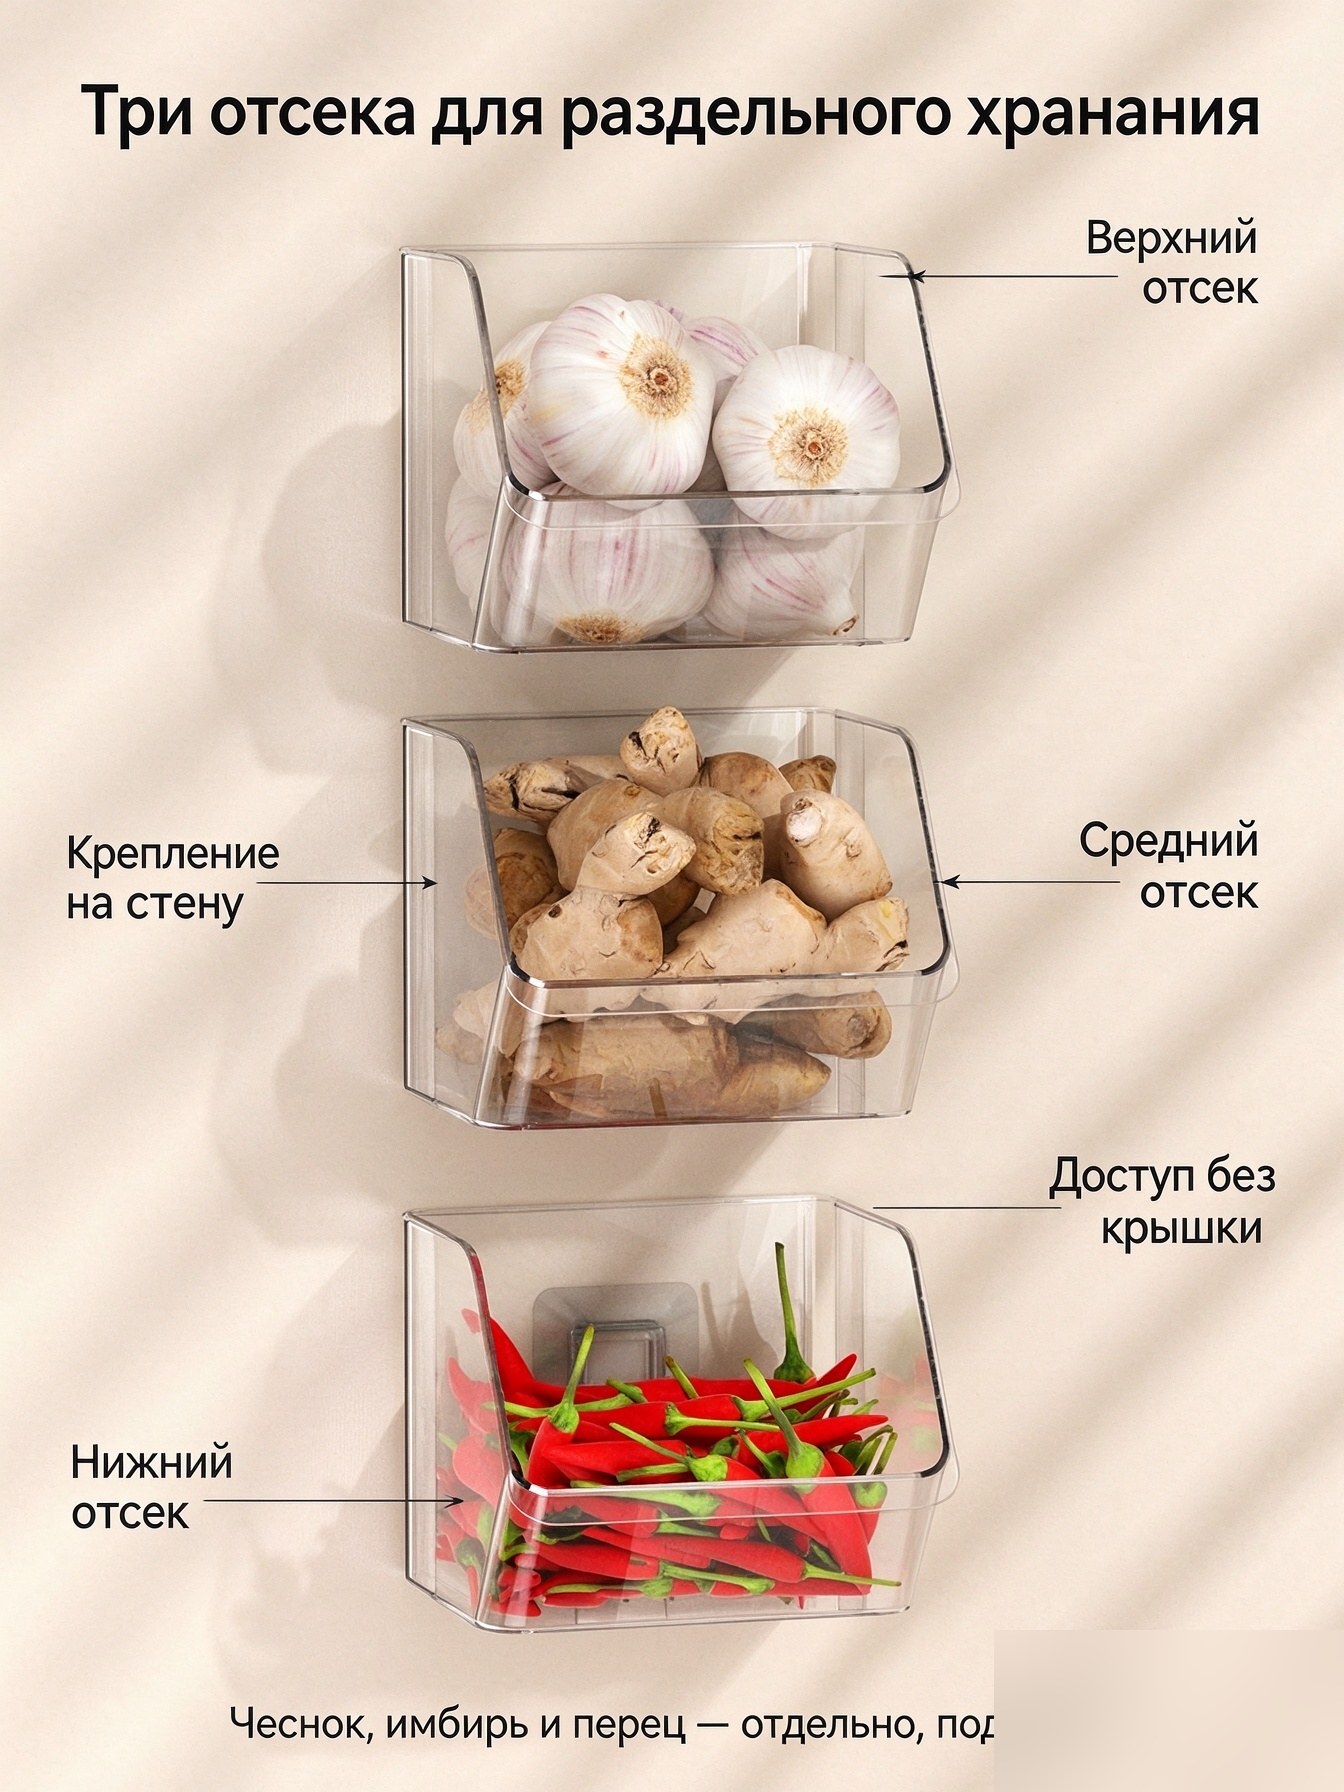 Три отсека для раздельного хранания
Верхний
отсек
Крепление
на стену
Средний
отсек
Доступ без
крышки
Нижний
отсек
Чеснок, имбирь и перец — отдельно,